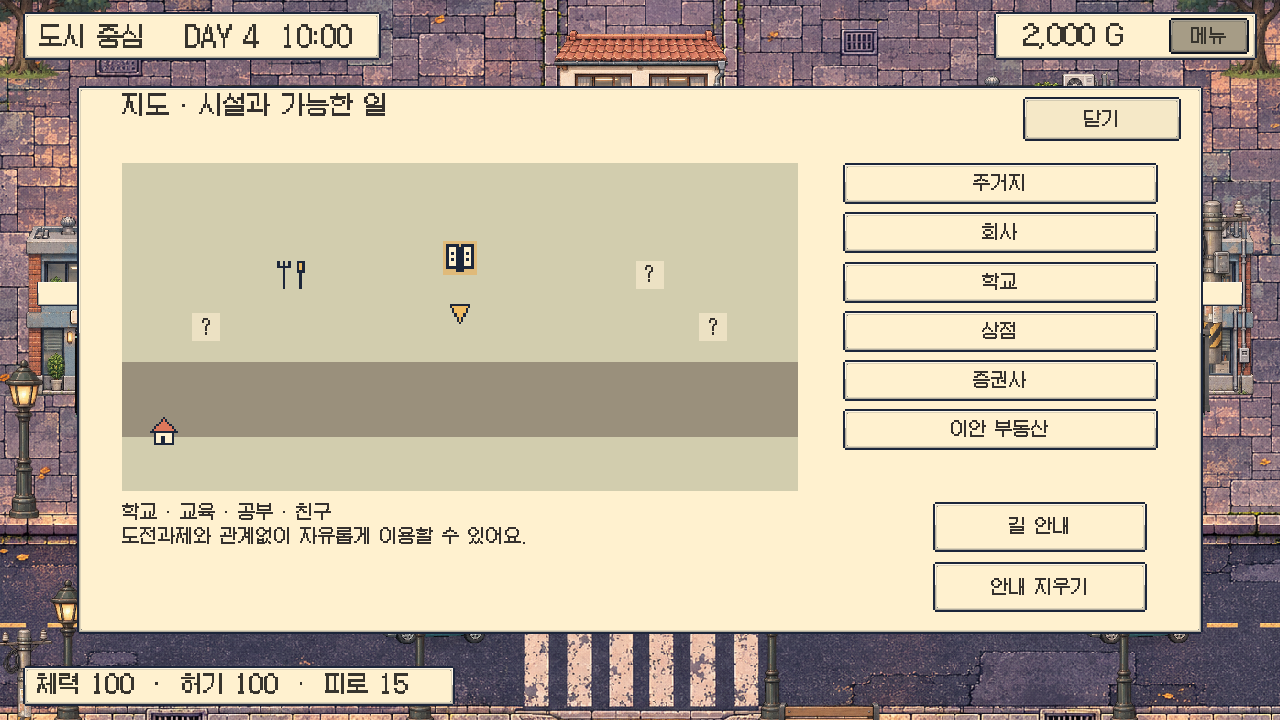 도시 중심 DAY 4 10:00
2,000 G
메뉴
지도 · 시설과 가능한 일
닫기
주거지
회사
학교
상점
증권사
이안 부동산
?
?
?
학교 · 교육 · 공부 · 친구
도전과제와 관계없이 자유롭게 이용할 수 있어요.
길 안내
안내 지우기
체력 100 · 허기 100 · 피로 15